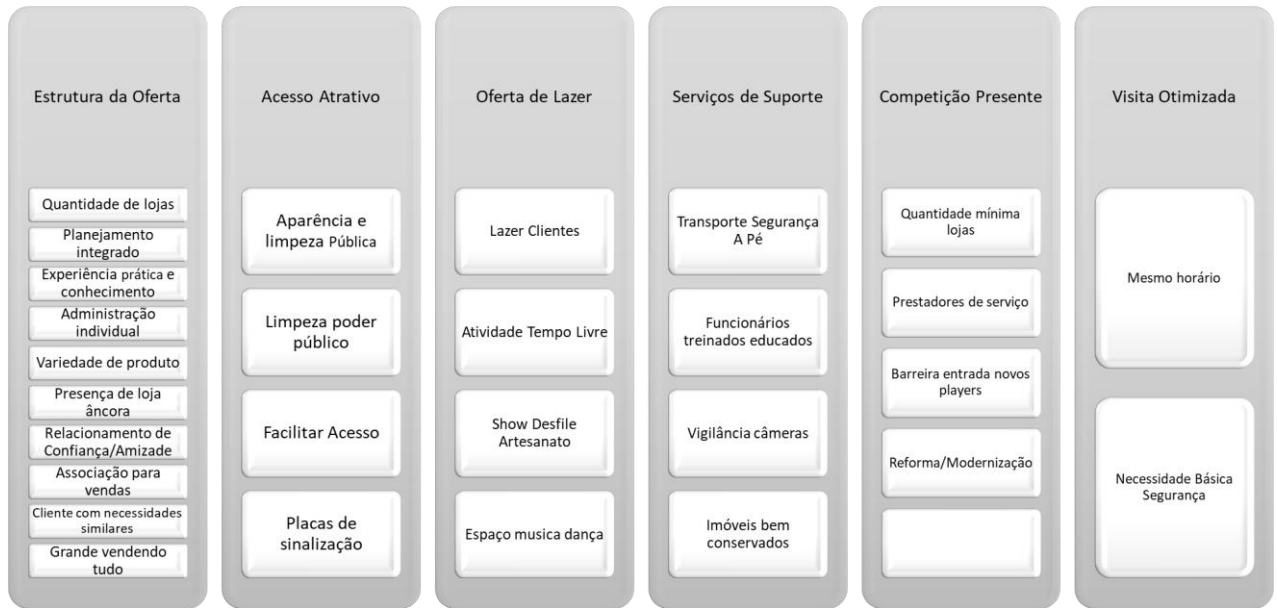 Estrutura da Oferta
Quantidade de lojas
Planejamento
integrado
Experiência prática e
conhecimento
Administração
individual
Variedade de produto
Presença de loja
âncora
Relacionamento de
Confiança/Amizade
Associação para
vendas
Cliente com necessidades
similares
Grande vendendo
tudo
Acesso Atrativo
Aparência e
limpeza Pública
Limpeza poder
público
Facilitar Acesso
Placas de
sinalização
Oferta de Lazer
Lazer Clientes
Atividade Tempo Livre
Show Desfile
Artesanato
Espaço musica dança
Serviços de Suporte
Transporte Segurança
A Pé
Funcionários
treinados educados
Vigilância câmeras
Imóveis bem
conservados
Competição Presente
Quantidade mínima
lojas
Prestadores de serviço
Barreira entrada novos
players
Reforma/Modernização
Visita Otimizada
Mesmo horário
Necessidade Básica
Segurança